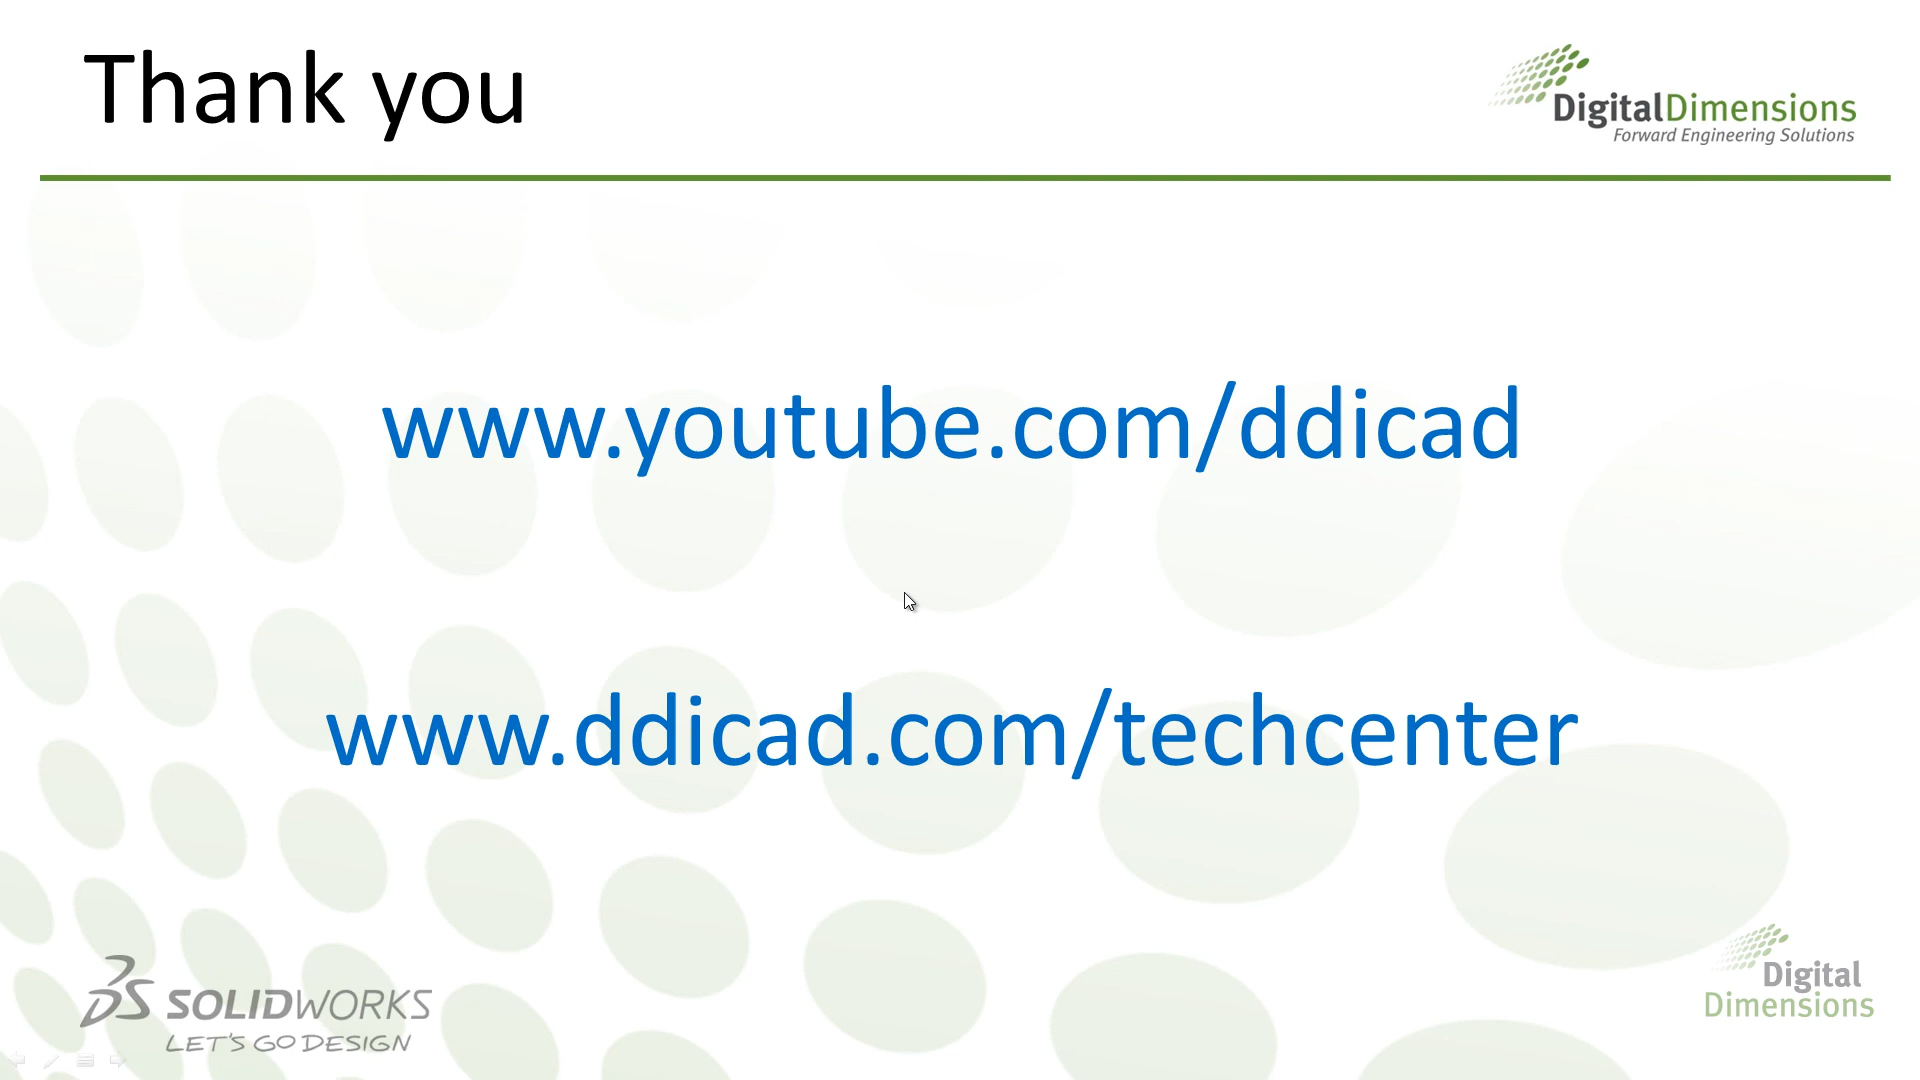 Thank you
DigitalDimensions
Forward Engineering Solutions
www.youtube.com/ddicad
www.ddicad.com/techcenter
SOLIDWORKS
LET'S GO DESIGN
Digital
Dimensions